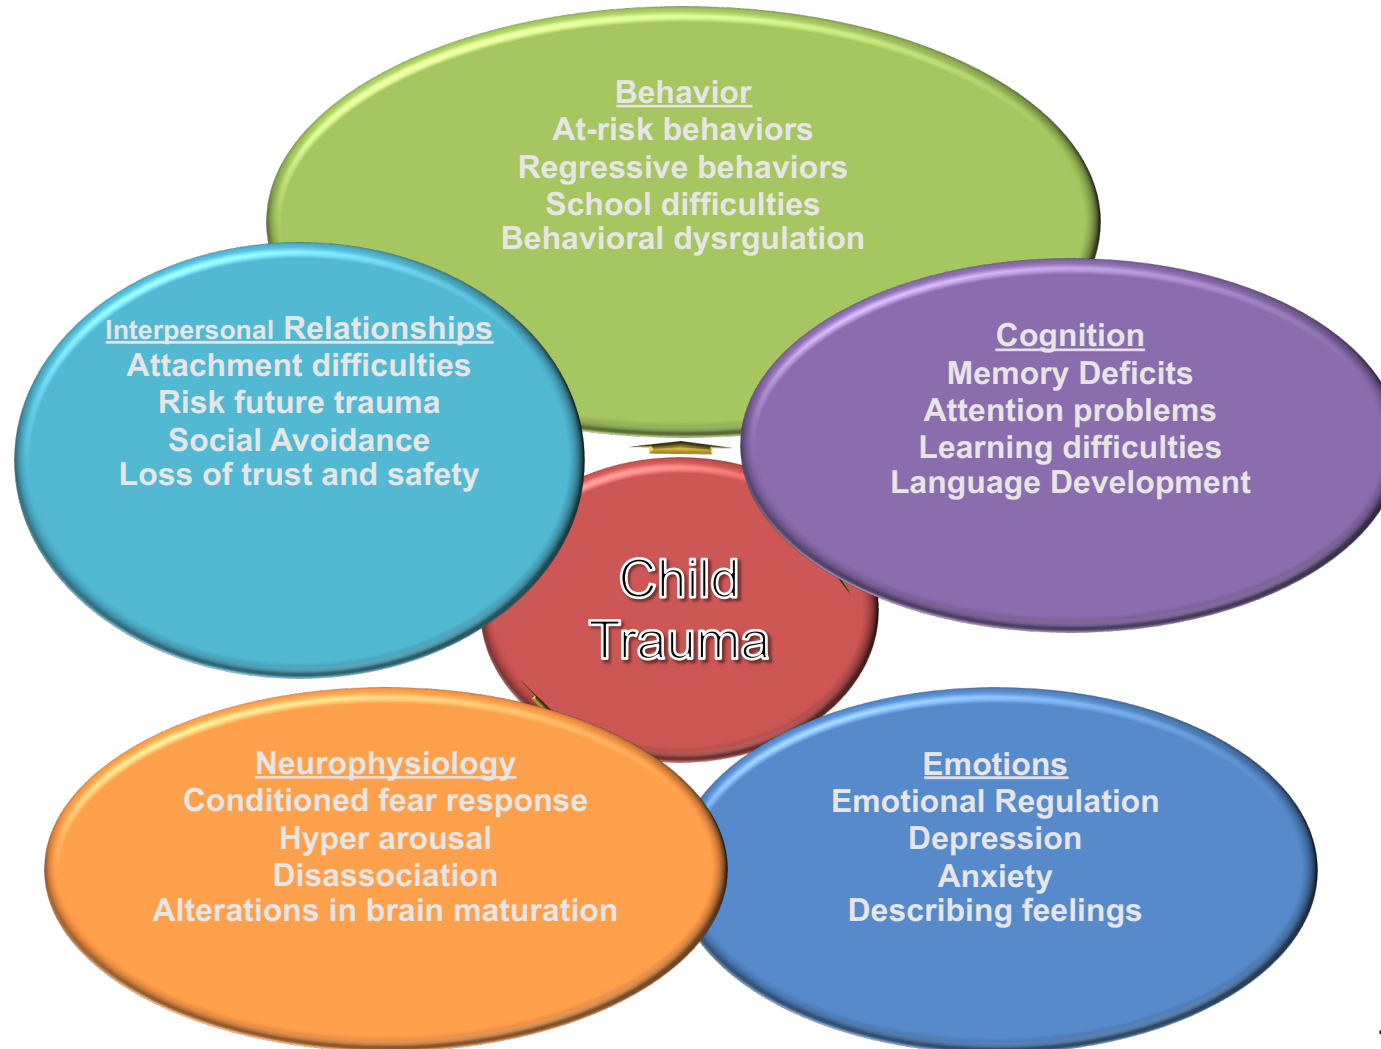 Behavior
At-risk behaviors
Regressive behaviors
School difficulties
Behavioral dysrgulation
Interpersonal Relationships
Attachment difficulties
Risk future trauma
Social Avoidance
Loss of trust and safety
Cognition
Memory Deficits
Attention problems
Learning difficulties
Language Development
Child
Trauma
Neurophysiology
Conditioned fear response
Hyper arousal
Disassociation
Alterations in brain maturation
Emotions
Emotional Regulation
Depression
Anxiety
Describing feelings